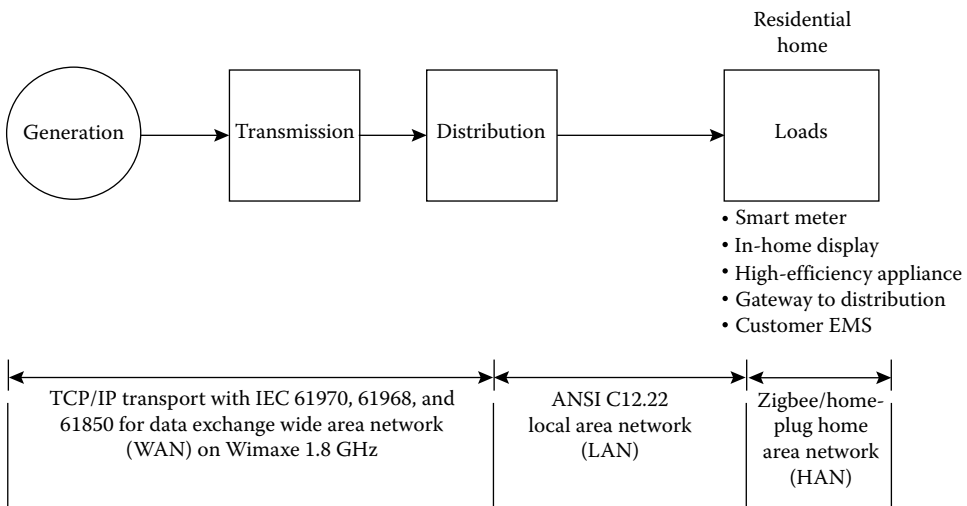 Residential
home
Generation
Transmission
Distribution
Loads
• Smart meter
• In-home display
• High-efficiency appliance
• Gateway to distribution
• Customer EMS
TCP/IP transport with IEC 61970, 61968, and
61850 for data exchange wide area network
(WAN) on Wimaxe 1.8 GHz
ANSI C12.22
local area network
(LAN)
Zigbee/home-
plug home
area network
(HAN)